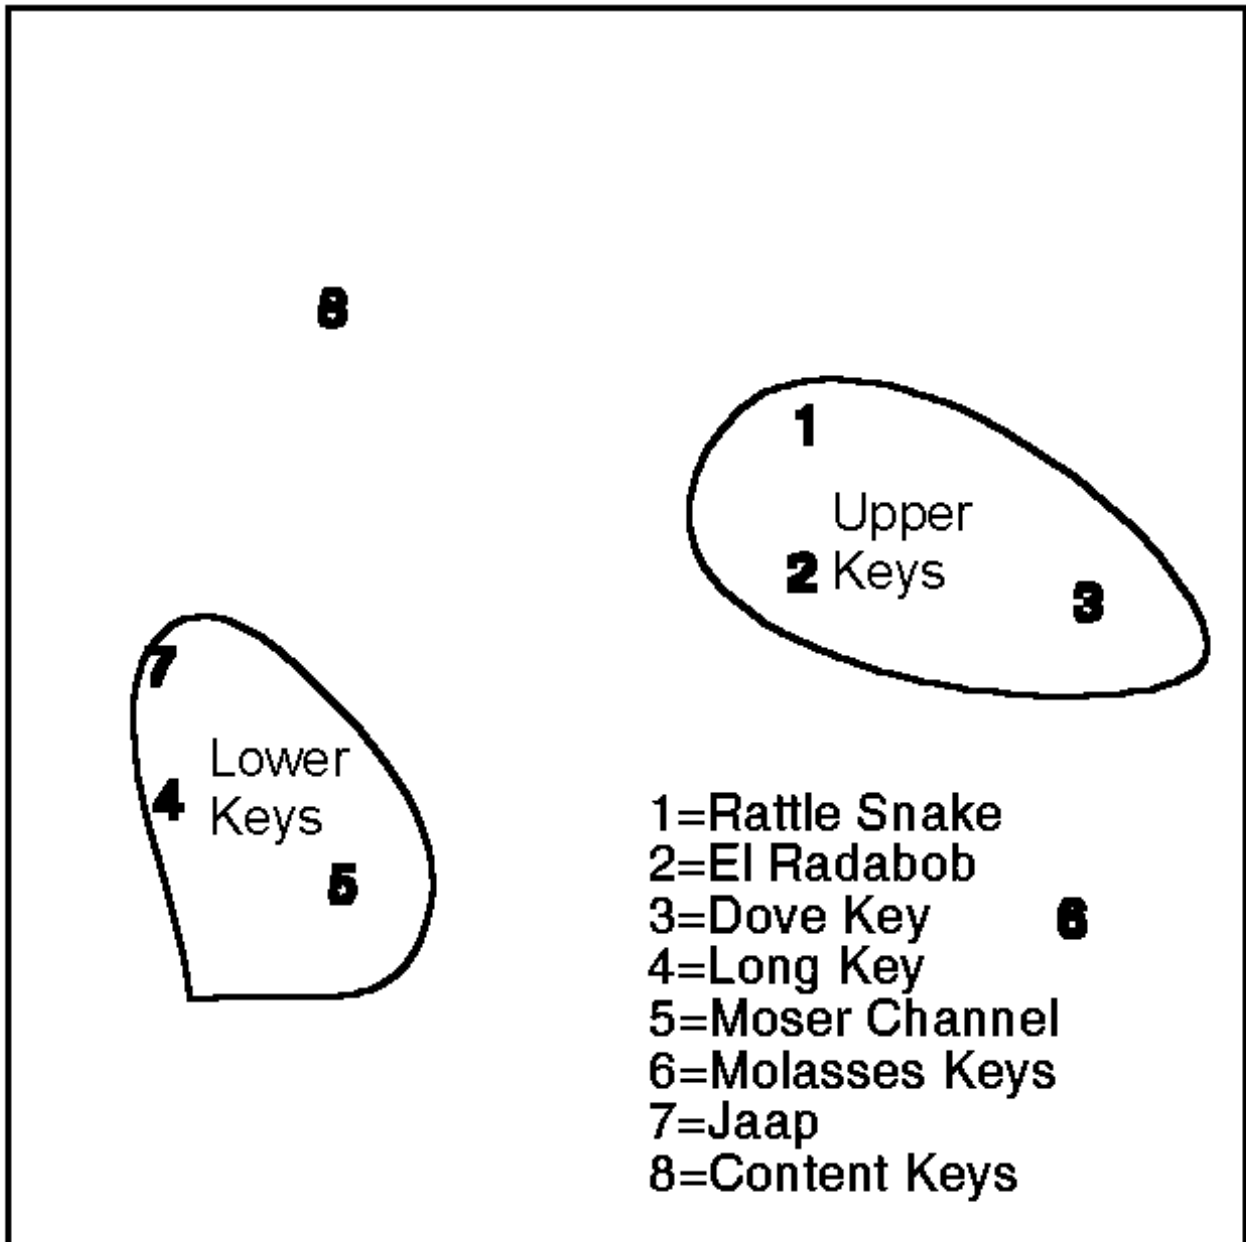 8
1
Upper
2 Keys
3
7
Lower
4 Keys
5
1=Rattle Snake
2=El Radabob
3=Dove Key
6
4=Long Key
5=Moser Channel
6=Molasses Keys
7=Jaap
8=Content Keys